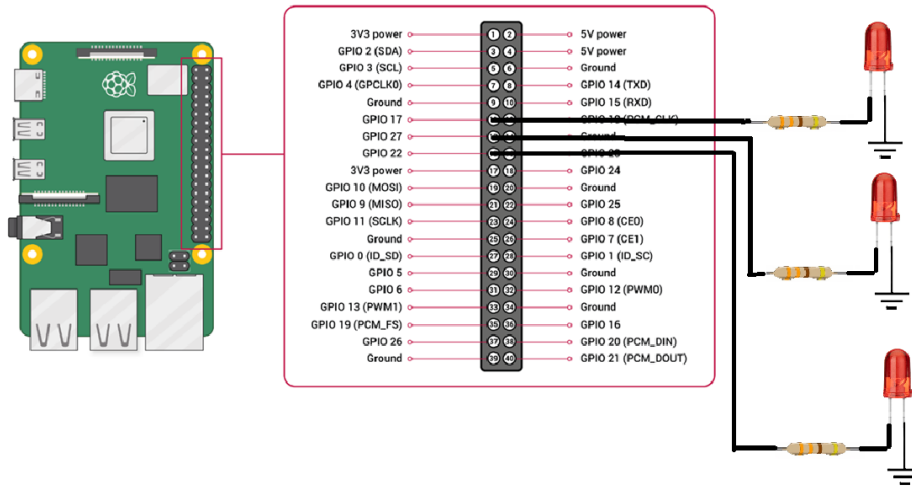 3V3 power 1 2 5V power
GPIO 2 (SDA) 3 4 5V power
GPIO 3 (SCL) 5 6 Ground
GPIO 4 (GPCLK0) 7 8 GPIO 14 (TXD)
Ground 9 10 GPIO 15 (RXD)
GPIO 17 GPIO 18 (PCM_CLK)
GPIO 27 Ground
GPIO 22 GPIO 23
3V3 power 17 18 GPIO 24
GPIO 10 (MOSI) 19 20 Ground
GPIO 9 (MISO) 21 22 GPIO 25
GPIO 11 (SCLK) 23 24 GPIO 8 (CE0)
Ground 25 26 GPIO 7 (CE1)
GPIO 0 (ID_SD) 27 28 GPIO 1 (ID_SC)
GPIO 5 29 30 Ground
GPIO 6 31 32 GPIO 12 (PWM0)
GPIO 13 (PWM1) 33 34 Ground
GPIO 19 (PCM_FS) 35 36 GPIO 16
GPIO 26 37 38 GPIO 20 (PCM_DIN)
Ground 39 40 GPIO 21 (PCM_DOUT)